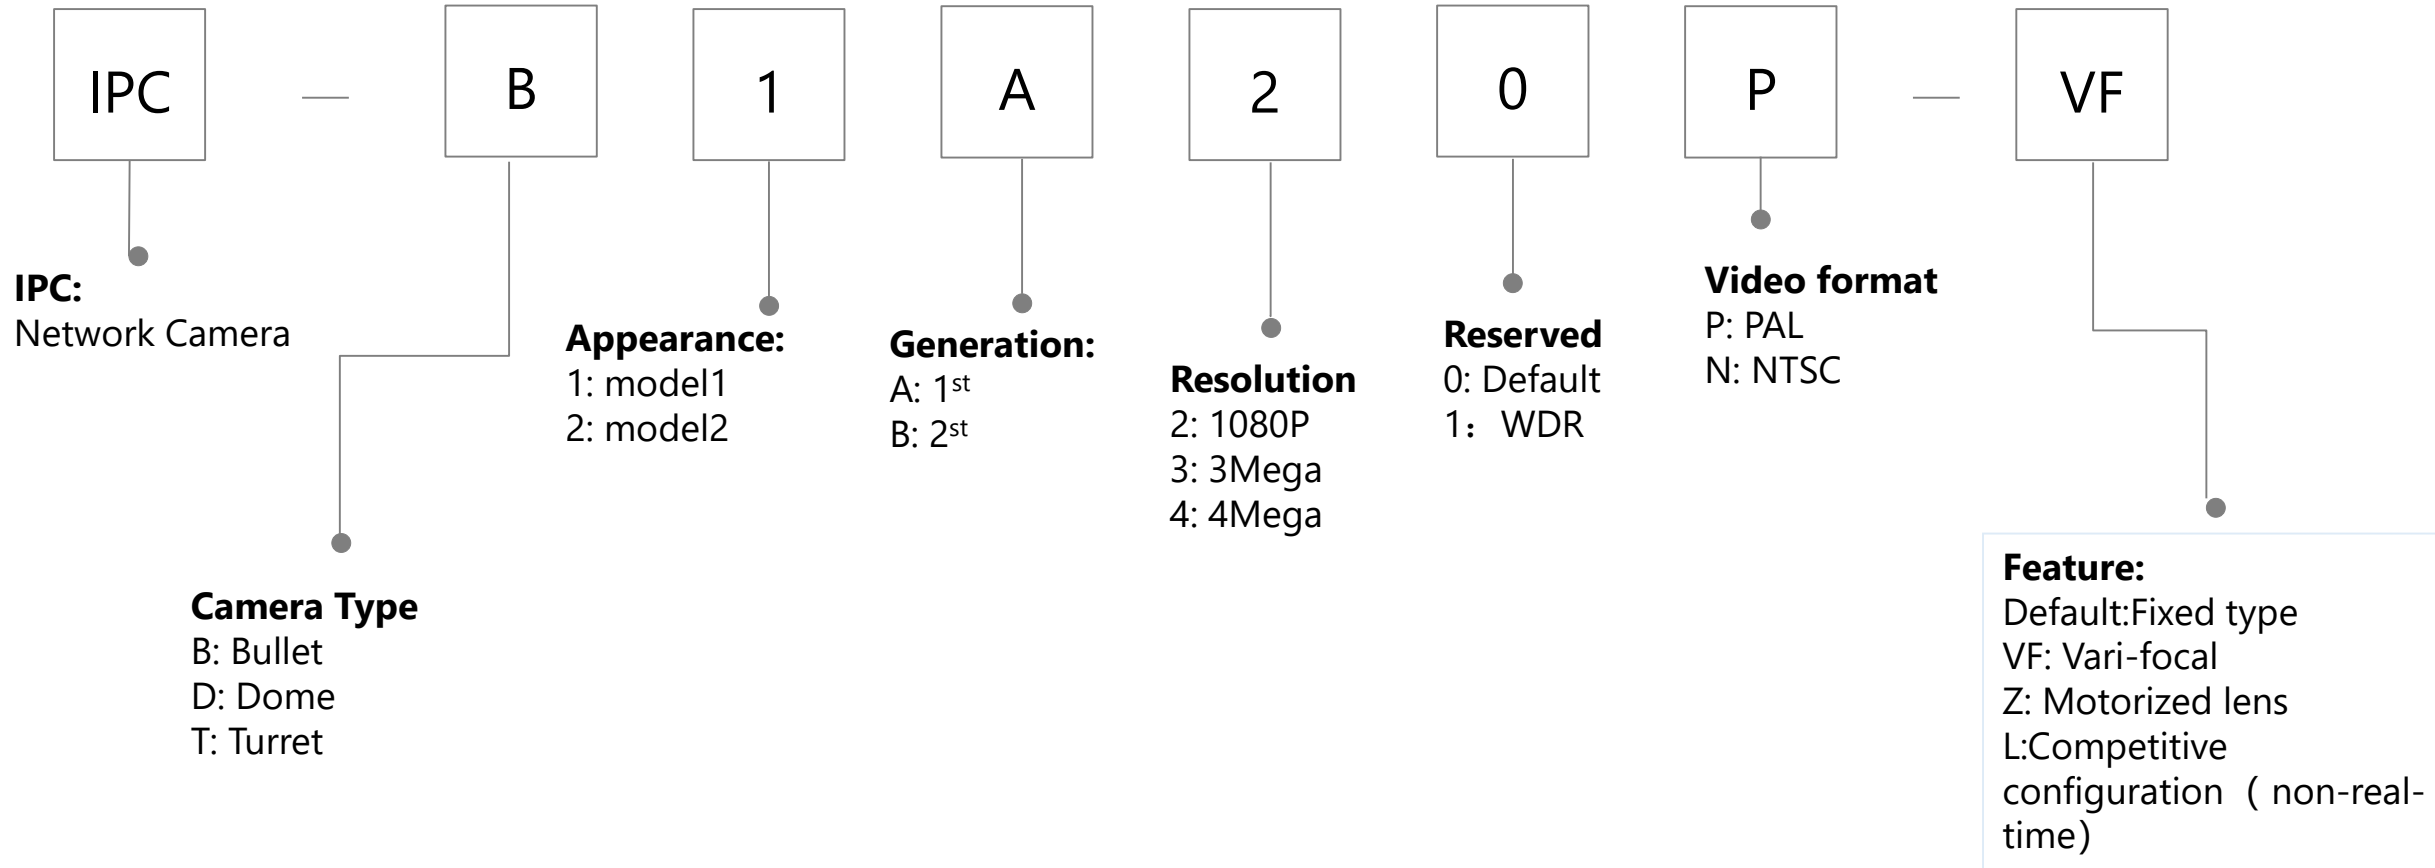 IPC — B 1 A 2 0 P — VF
IPC:
Network Camera
Camera Type
B: Bullet
D: Dome
T: Turret
Appearance:
1: model1
2: model2
Generation:
A: 1st
B: 2st
Resolution
2: 1080P
3: 3Mega
4: 4Mega
Reserved
0: Default
1： WDR
Video format
P: PAL
N: NTSC
Feature:
Default:Fixed type
VF: Vari-focal
Z: Motorized lens
L:Competitive
configuration（ non-real-
time）